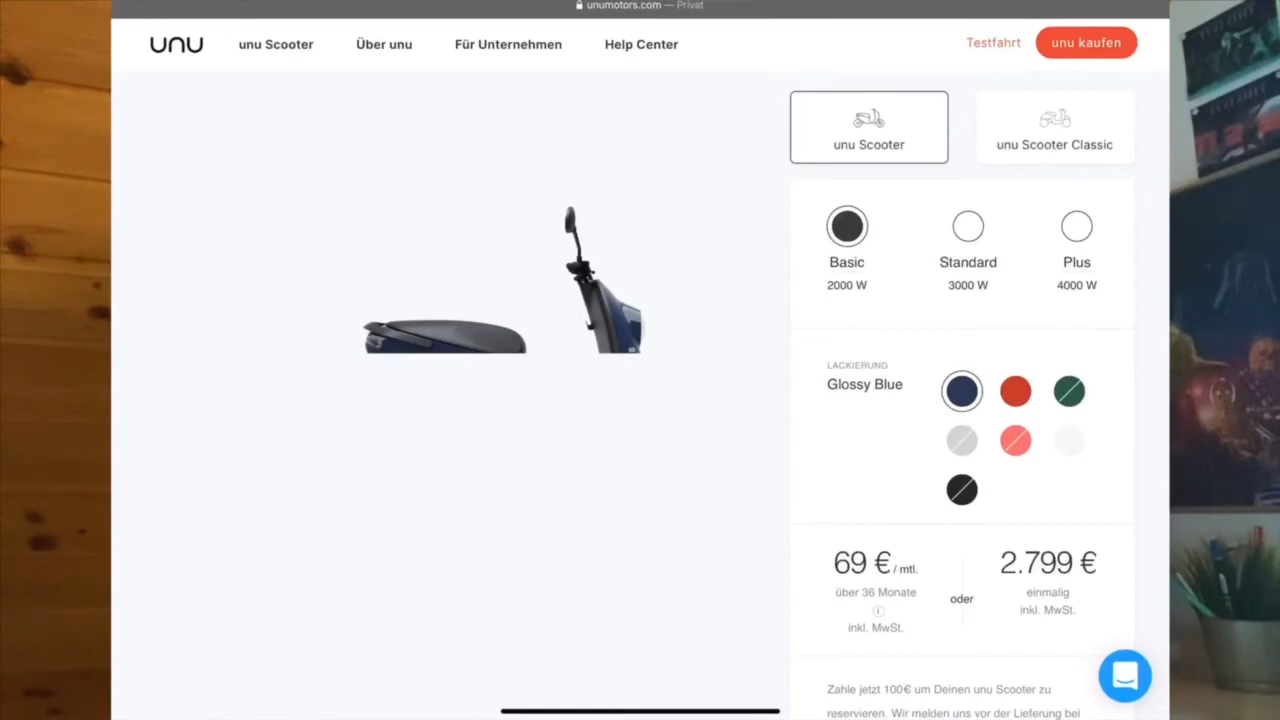 unumotors.com — Privat
unu
unu Scooter
Über unu
Für Unternehmen
Help Center
Testfahrt
unu kaufen
unu Scooter
unu Scooter Classic
Basic
2000 W
Standard
3000 W
Plus
4000 W
LACKIERUNG
Glossy Blue
69 € / mtl.
über 36 Monate
inkl. MwSt.
oder
2.799 €
einmalig
inkl. MwSt.
Zahle jetzt 100€ um Deinen unu Scooter zu
reservieren. Wir melden uns vor der Lieferung bei